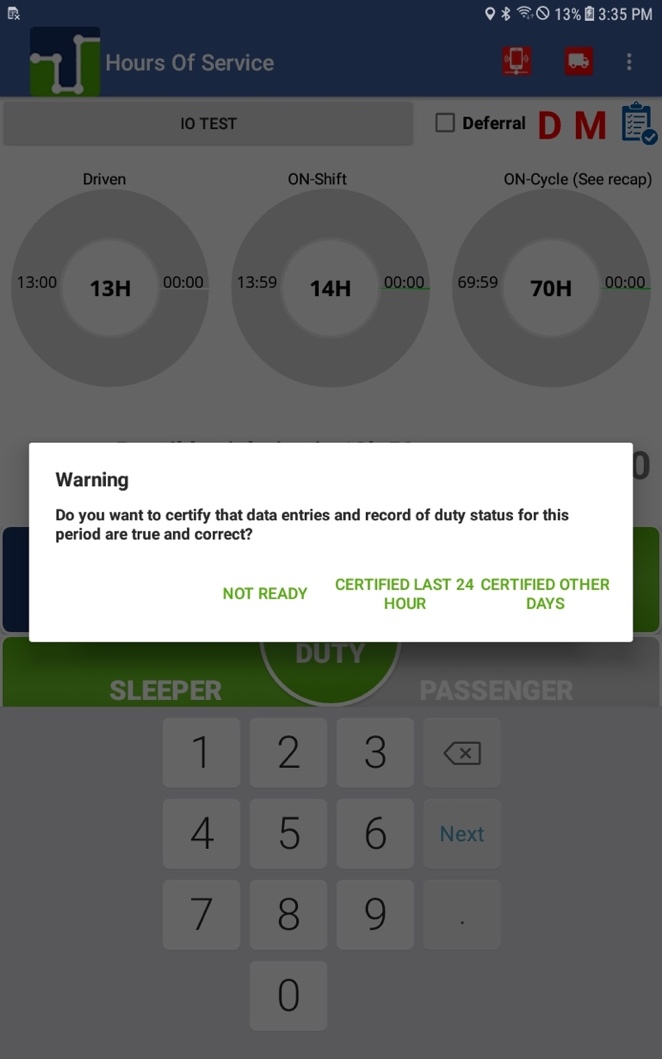 13% 3:35 PM
Hours Of Service
IO TEST
Deferral D M
Driven
ON-Shift
ON-Cycle (See recap)
13:00 13H 00:00
13:59 14H 00:00
69:59 70H 00:00
0
Warning
Do you want to certify that data entries and record of duty status for this
period are true and correct?
NOT READY
CERTIFIED LAST 24
HOUR
CERTIFIED OTHER
DAYS
DUTY
SLEEPER
PASSENGER
1 2 3
4 5 6 Next
7 8 9 .
0